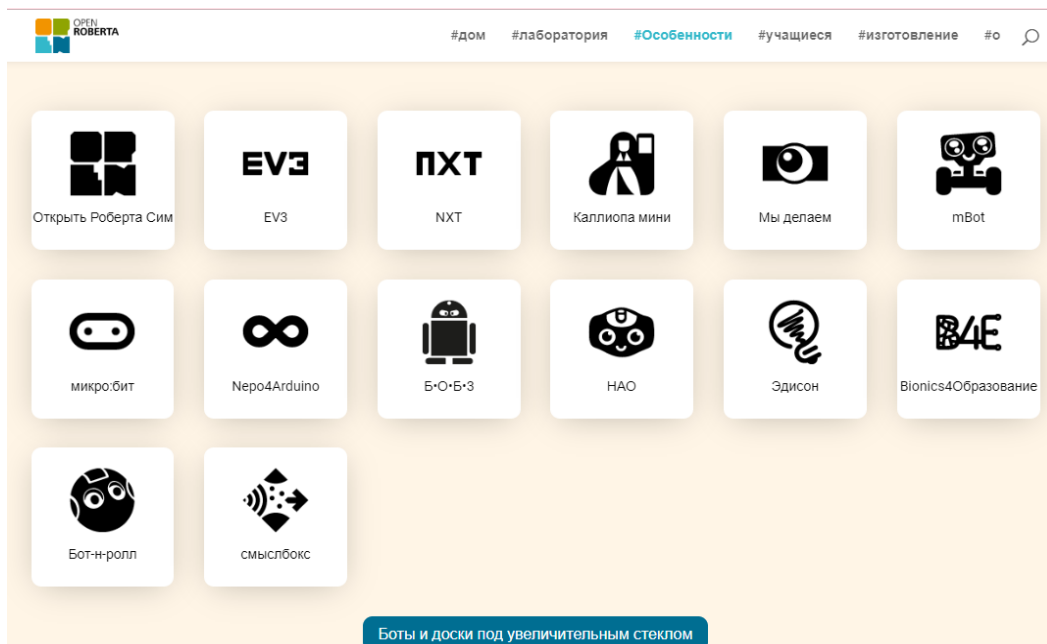 OPEN
ROBERTA
#дом #лаборатория #Особенности #учащиеся #изготовление #о
EV3 NXT
Открыть Роберта Сим EV3 NXT Каллиопа мини Мы делаем mBot
B4E
микро:бит Nepo4Arduino Б•О•Б•3 НАО Эдисон Bionics4Образование
Бот-н-ролл смыслбокс
Боты и доски под увеличительным стеклом